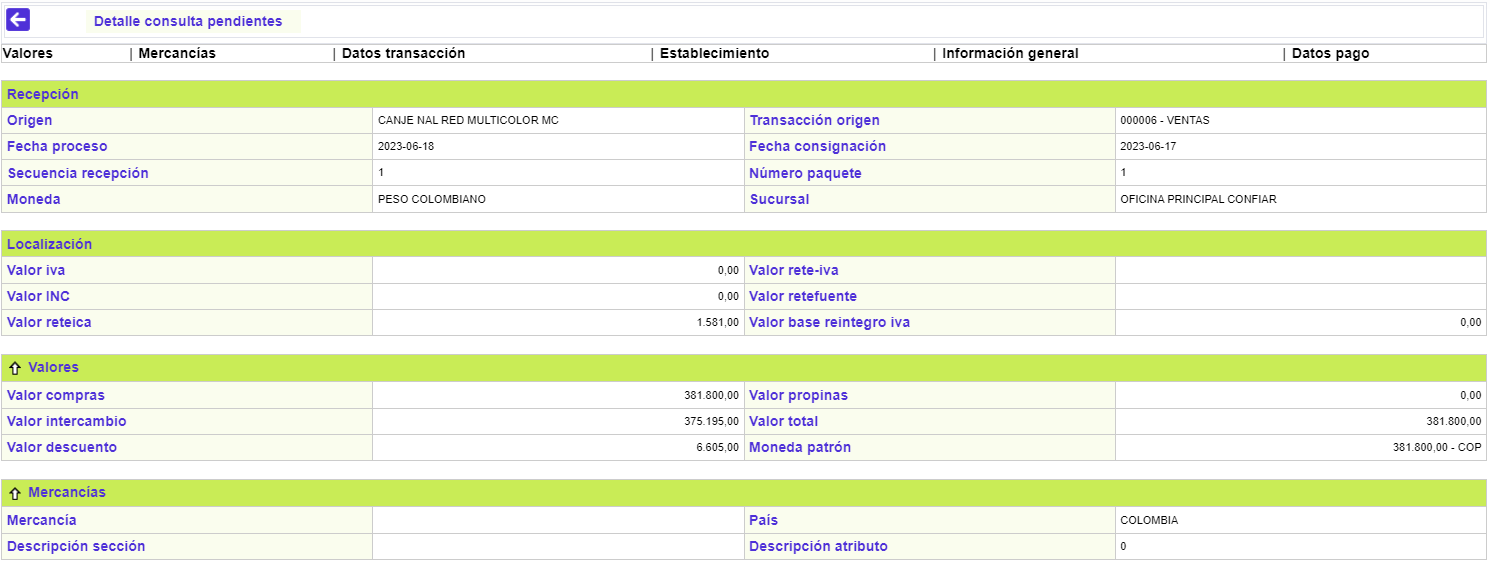 Detalle consulta pendientes
Valores | Mercancías | Datos transacción | Establecimiento | Información general | Datos pago
Recepción
Origen CANJE NAL RED MULTICOLOR MC Transacción origen 000006 - VENTAS
Fecha proceso 2023-06-18 Fecha consignación 2023-06-17
Secuencia recepción 1 Número paquete 1
Moneda PESO COLOMBIANO Sucursal OFICINA PRINCIPAL CONFIAR
Localización
Valor iva 0,00 Valor rete-iva
Valor INC 0,00 Valor retefuente
Valor reteica 1.581,00 Valor base reintegro iva 0,00
Valores
Valor compras 381.800,00 Valor propinas 0,00
Valor intercambio 375.195,00 Valor total 381.800,00
Valor descuento 6.605,00 Moneda patrón 381.800,00 - COP
Mercancías
Mercancía País COLOMBIA
Descripción sección Descripción atributo 0